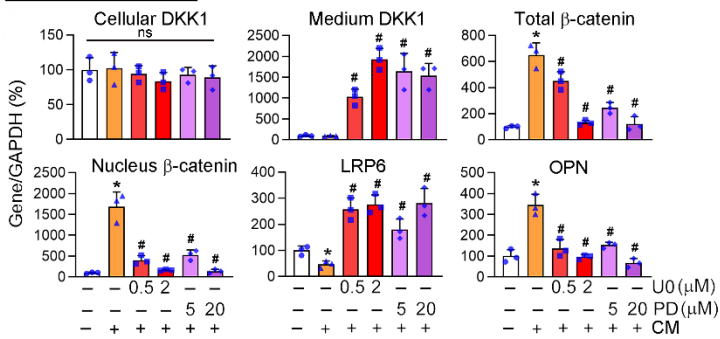 Cellular DKK1
Medium DKK1
Total β-catenin
Gene/GAPDH (%)
150
100
50
0
ns
2500
2000
1500
1000
500
0
# # # #
800
600
400
200
0
* # # # #
Nucleus β-catenin
LRP6
OPN
2500
2000
1500
1000
500
0
* # # # #
400
300
200
100
0
* # # # #
500
400
300
200
100
0
* # # # #
– – 0.5 2 – – – – 0.5 2 – – – – 0.5 2 – – U0 (μM)
– – – – 5 20 – – – – 5 20 – – – – 5 20 PD (μM)
– + + + + + – + + + + + – + + + + + CM